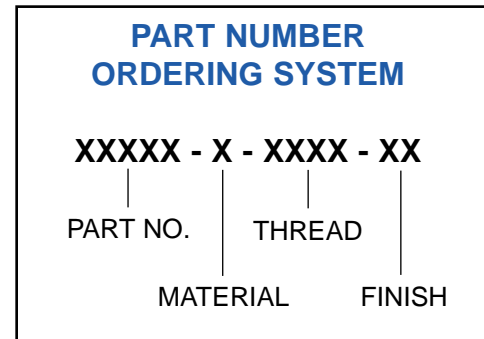 PART NUMBER
ORDERING SYSTEM
XXXXX - X - XXXX - XX
PART NO.
THREAD
MATERIAL
FINISH